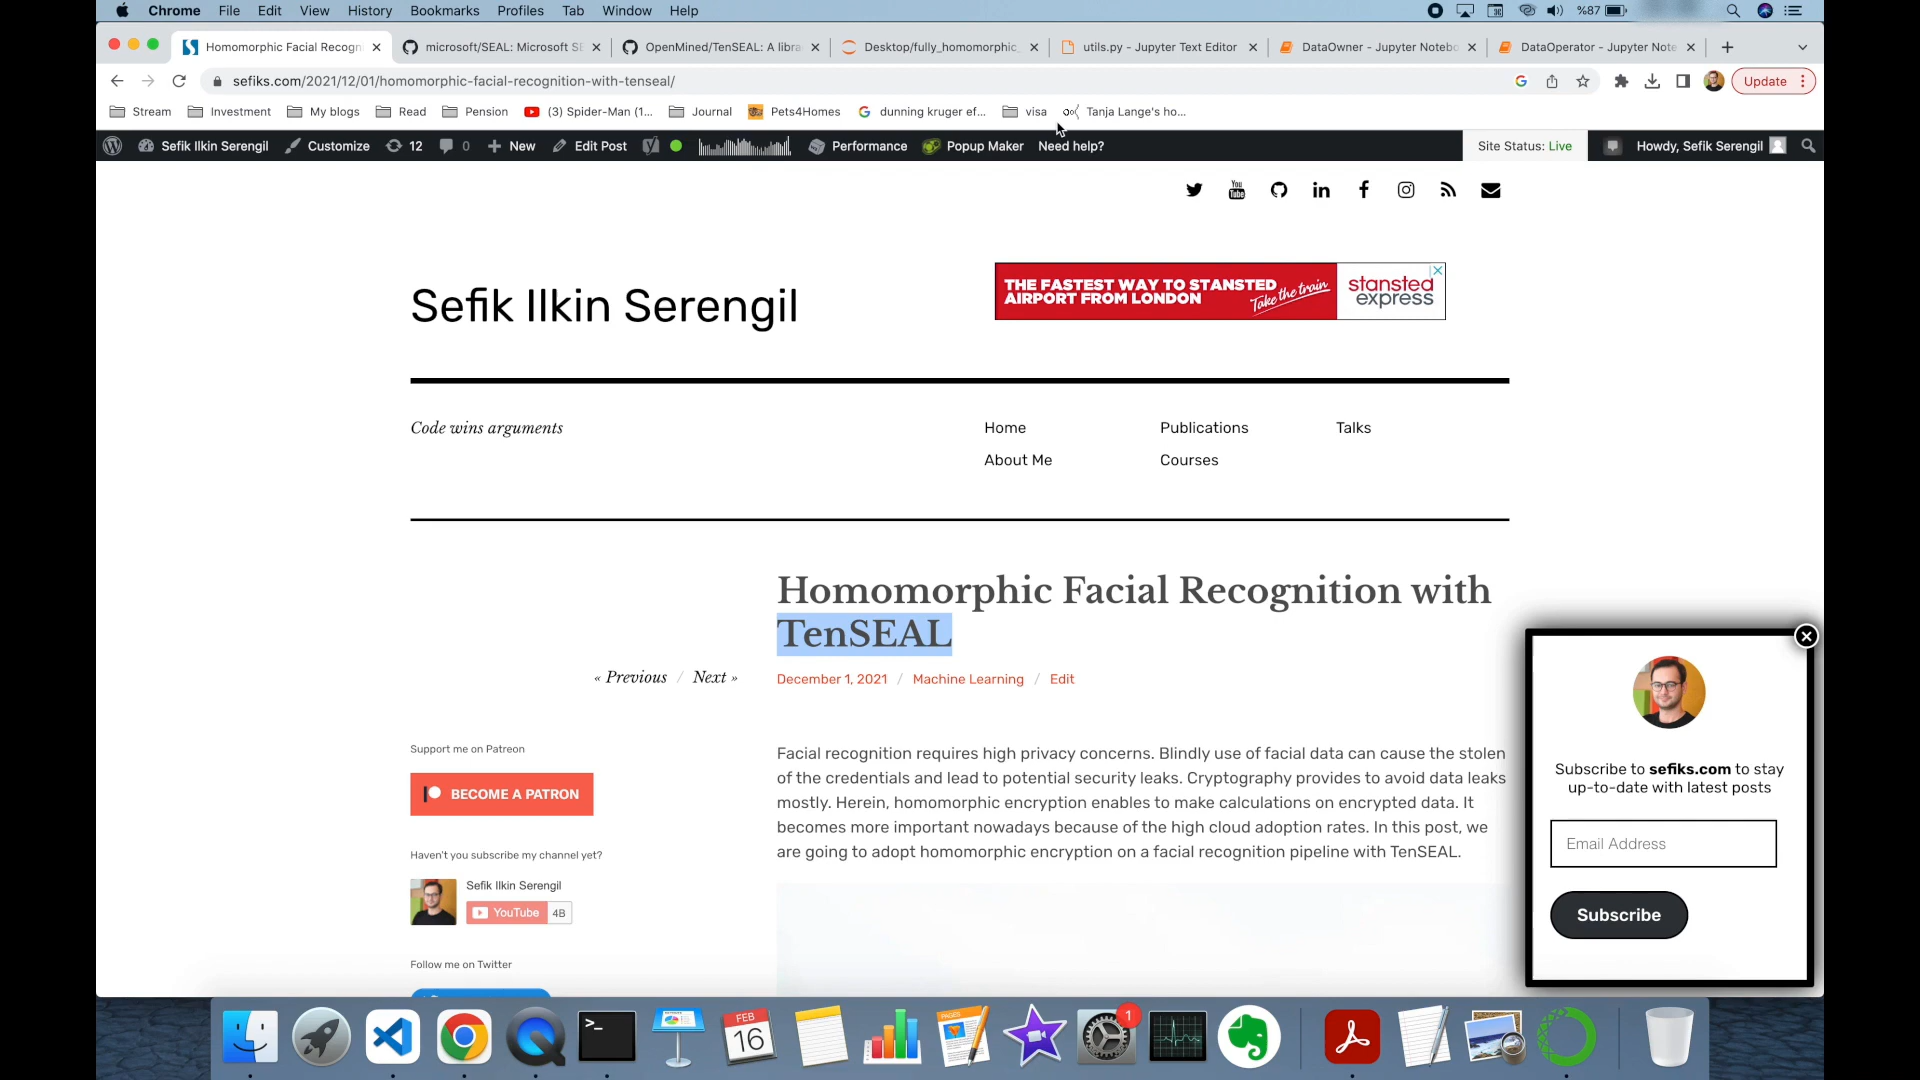 Chrome File Edit View History Bookmarks Profiles Tab Window Help %87
Homomorphic Facial Recogn microsoft/SEAL: Microsoft SE OpenMined/TenSEAL: A libra Desktop/fully_homomorphic_ utils.py - Jupyter Text Editor DataOwner - Jupyter Notebo DataOperator - Jupyter Note
sefiks.com/2021/12/01/homomorphic-facial-recognition-with-tenseal/ Update
Stream Investment My blogs Read Pension (3) Spider-Man (1... Journal Pets4Homes dunning kruger ef... visa Tanja Lange's ho...
Sefik Ilkin Serengil Customize 12 0 New Edit Post Performance Popup Maker Need help? Site Status: Live Howdy, Sefik Serengil
You
Tube
Sefik Ilkin Serengil
THE FASTEST WAY TO STANSTED
AIRPORT FROM LONDON
Take the train
stansted
express
Code wins arguments
Home Publications Talks
About Me Courses
Homomorphic Facial Recognition with
TenSEAL
« Previous / Next »
December 1, 2021 / Machine Learning / Edit
Support me on Patreon
BECOME A PATRON
Haven't you subscribe my channel yet?
Sefik Ilkin Serengil
YouTube 4B
Follow me on Twitter
Facial recognition requires high privacy concerns. Blindly use of facial data can cause the stolen
of the credentials and lead to potential security leaks. Cryptography provides to avoid data leaks
mostly. Herein, homomorphic encryption enables to make calculations on encrypted data. It
becomes more important nowadays because of the high cloud adoption rates. In this post, we
are going to adopt homomorphic encryption on a facial recognition pipeline with TenSEAL.
Subscribe to sefiks.com to stay
up-to-date with latest posts
Email Address
Subscribe
FEB
16
PAGES
1